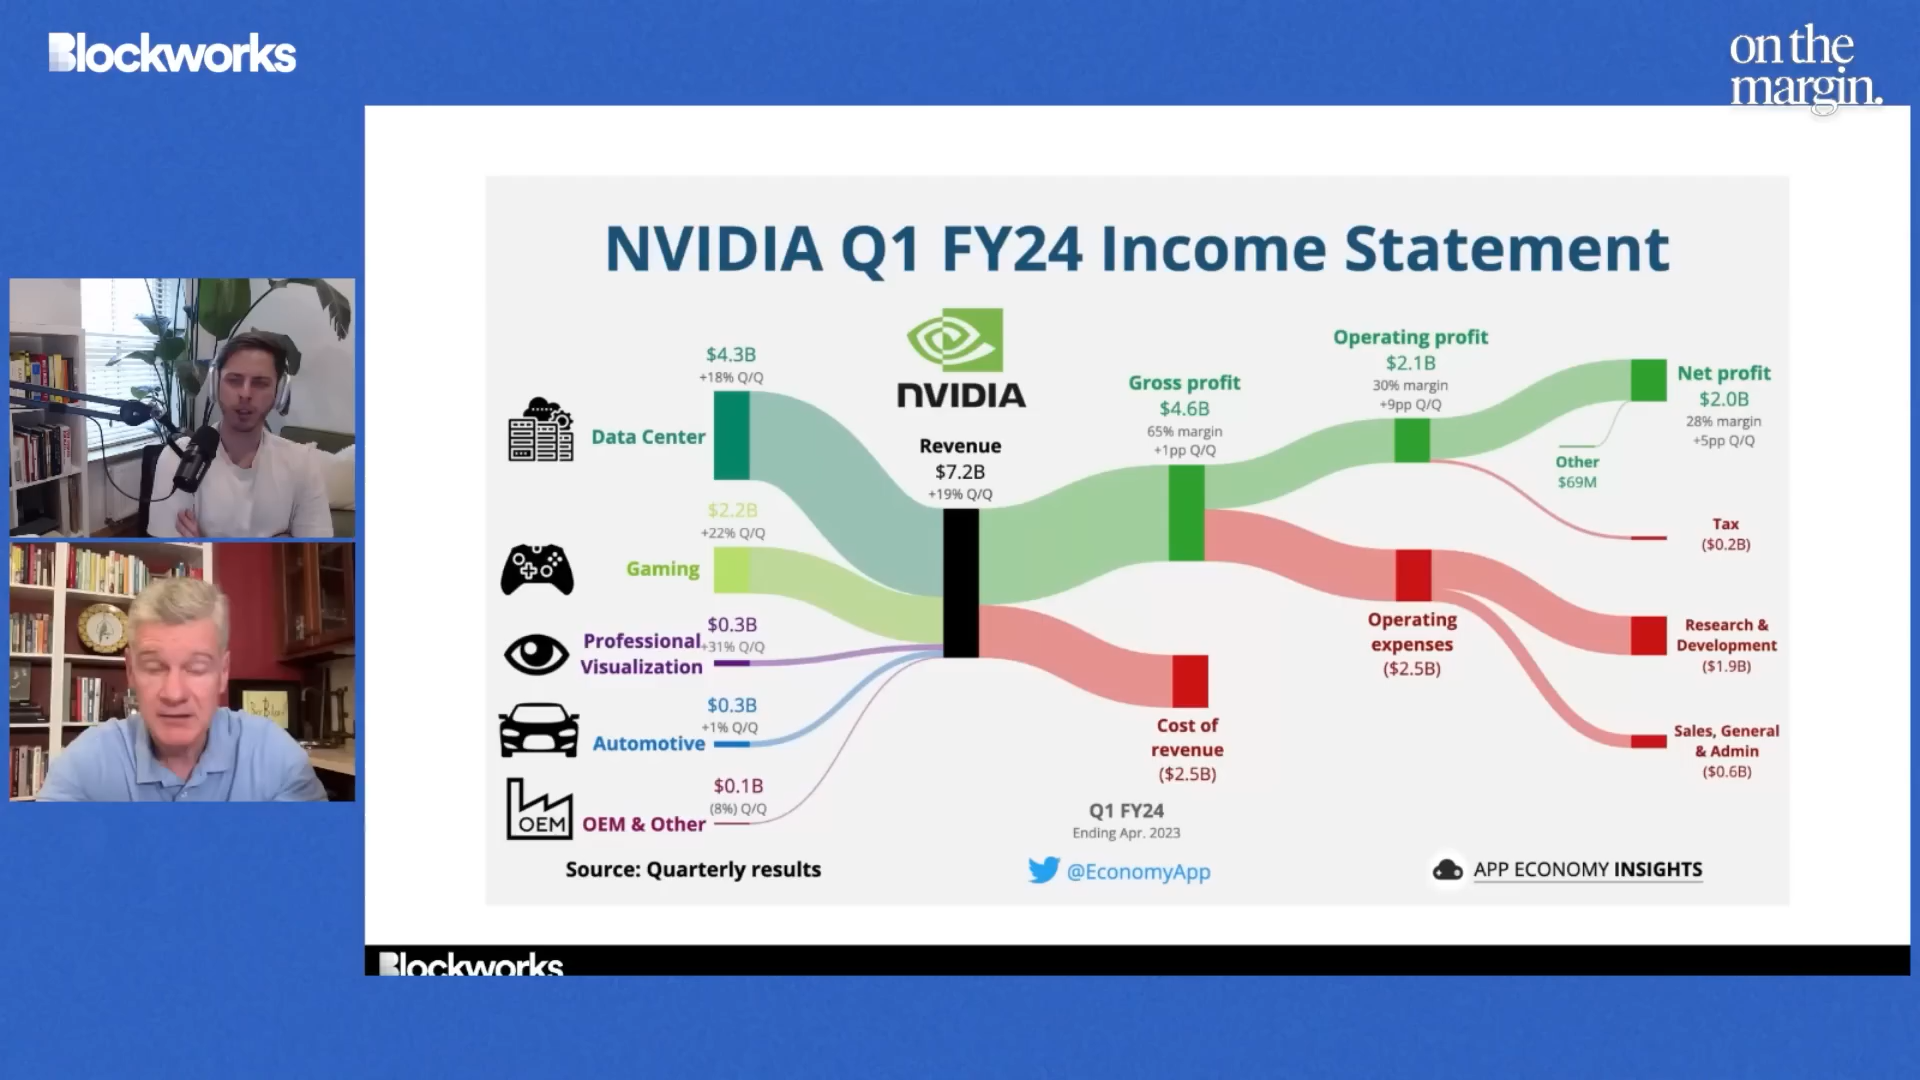 Blockworks
on the
margin.
NVIDIA Q1 FY24 Income Statement
NVIDIA
Revenue
$7.2B
+19% Q/Q
$4.3B
+18% Q/Q
Data Center
$2.2B
+22% Q/Q
Gaming
$0.3B
+31% Q/Q
Professional
Visualization
$0.3B
+1% Q/Q
Automotive
$0.1B
(8%) Q/Q
OEM
OEM & Other
Gross profit
$4.6B
65% margin
+1pp Q/Q
Cost of
revenue
($2.5B)
Operating profit
$2.1B
30% margin
+9pp Q/Q
Operating
expenses
($2.5B)
Net profit
$2.0B
28% margin
+5pp Q/Q
Other
$69M
Tax
($0.2B)
Research &
Development
($1.9B)
Sales, General
& Admin
($0.6B)
Q1 FY24
Ending Apr. 2023
Source: Quarterly results
@EconomyApp
APP ECONOMY INSIGHTS
Blockworks